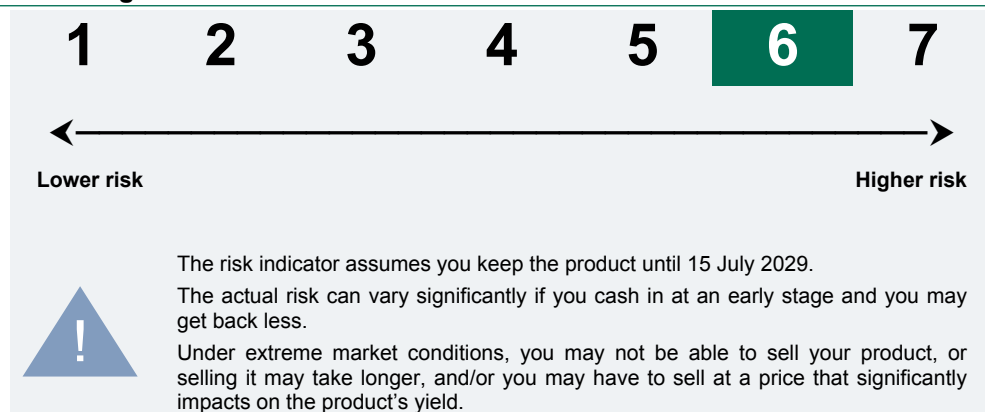 1 2 3 4 5 6 7
Lower risk Higher risk
The risk indicator assumes you keep the product until 15 July 2029.
The actual risk can vary significantly if you cash in at an early stage and you may
get back less.
!
Under extreme market conditions, you may not be able to sell your product, or
selling it may take longer, and/or you may have to sell at a price that significantly
impacts on the product's yield.